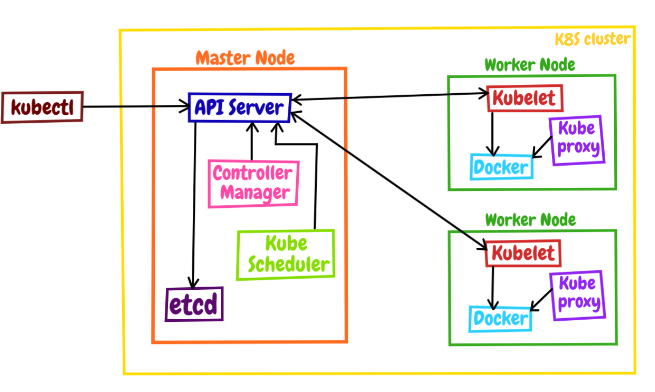 K8S cluster
Master Node
Worker Node
kubectl
API Server
Kubelet
Kube
proxy
Docker
Controller
Manager
Kube
Scheduler
etcd
Worker Node
Kubelet
Kube
proxy
Docker